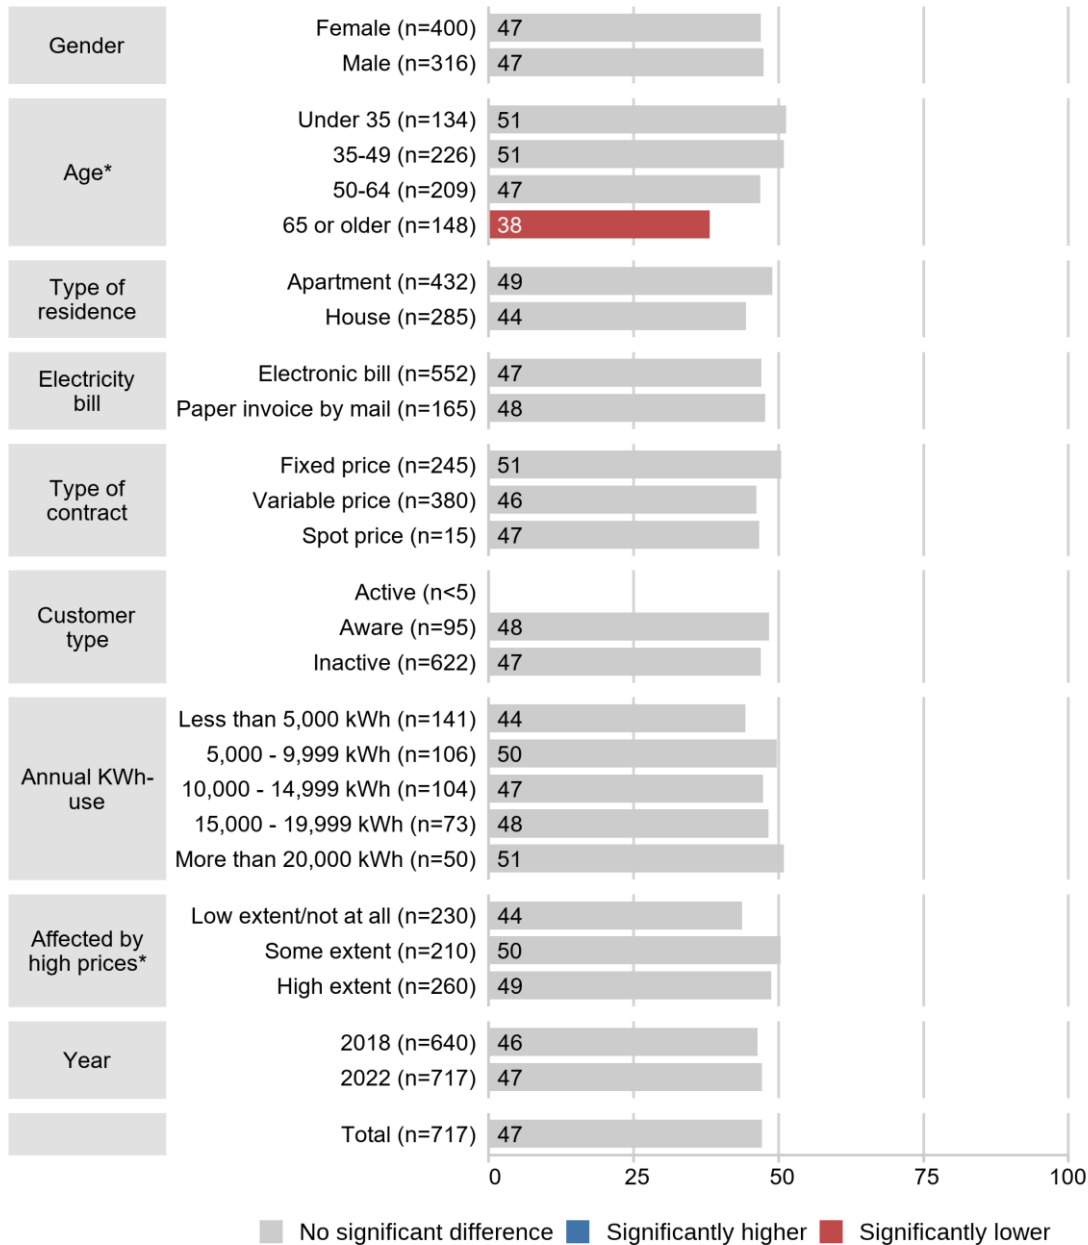 Gender
Female (n=400) 47
Male (n=316) 47
Age*
Under 35 (n=134) 51
35-49 (n=226) 51
50-64 (n=209) 47
65 or older (n=148) 38
Type of
residence
Apartment (n=432) 49
House (n=285) 44
Electricity
bill
Electronic bill (n=552) 47
Paper invoice by mail (n=165) 48
Type of
contract
Fixed price (n=245) 51
Variable price (n=380) 46
Spot price (n=15) 47
Customer
type
Active (n<5)
Aware (n=95) 48
Inactive (n=622) 47
Annual KWh-
use
Less than 5,000 kWh (n=141) 44
5,000 - 9,999 kWh (n=106) 50
10,000 - 14,999 kWh (n=104) 47
15,000 - 19,999 kWh (n=73) 48
More than 20,000 kWh (n=50) 51
Affected by
high prices*
Low extent/not at all (n=230) 44
Some extent (n=210) 50
High extent (n=260) 49
Year
2018 (n=640) 46
2022 (n=717) 47
Total (n=717) 47
0 25 50 75 100
No significant difference Significantly higher Significantly lower